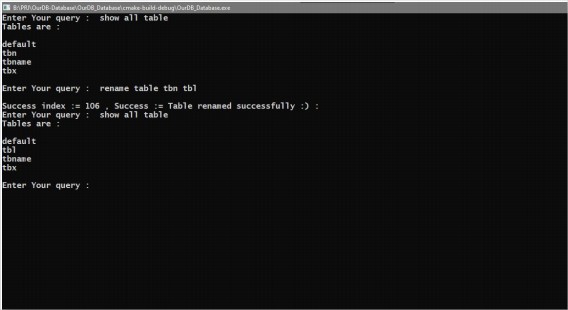 B:\PRJ\OurDB-Database\OurDB_Database\cmake-build-debug\OurDB_Database.exe
Enter Your query :  show all table
Tables are :
default
tbn
tbname
tbx
Enter Your query :  rename table tbn tbl
Success index := 106 , Success := Table renamed successfully :) :
Enter Your query :  show all table
Tables are :
default
tbl
tbname
tbx
Enter Your query :